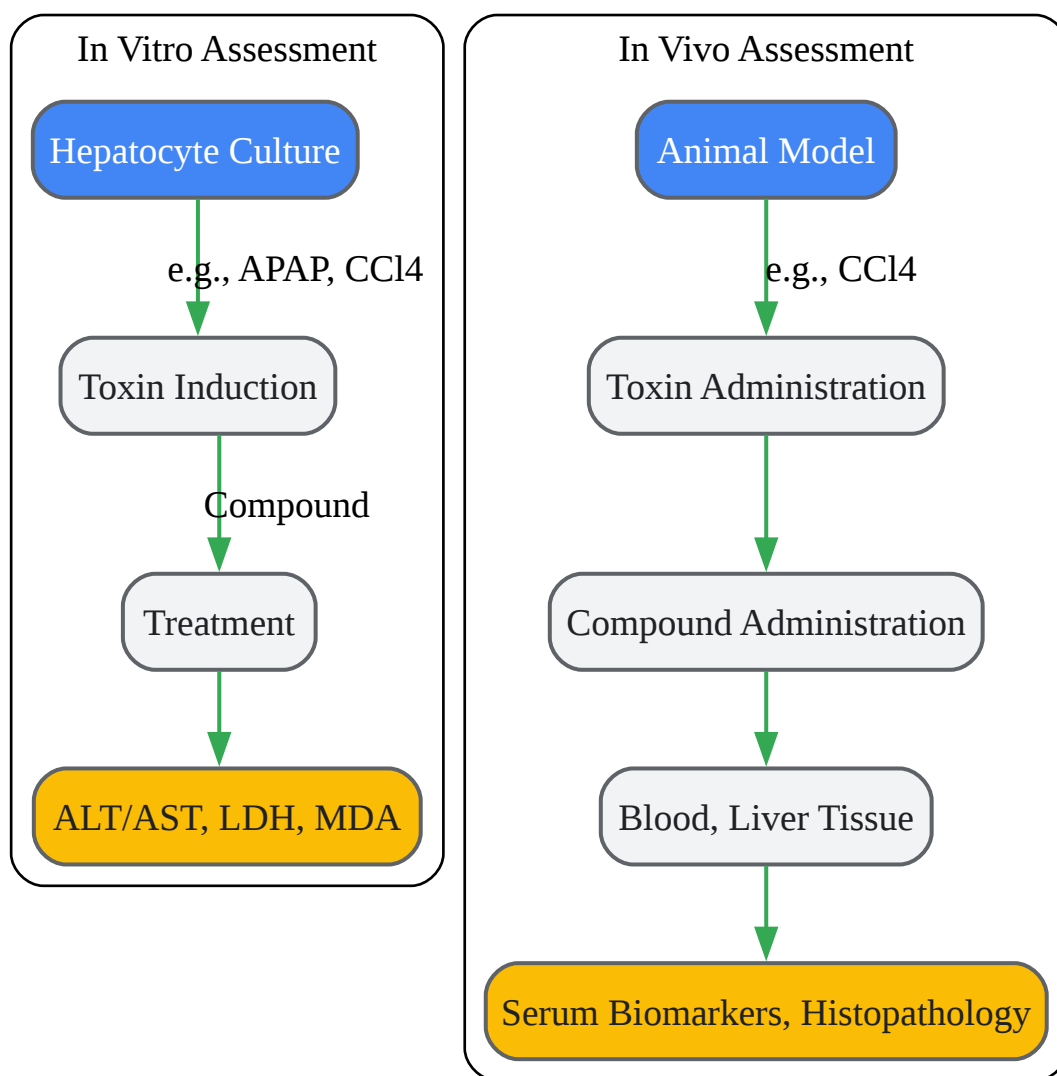 In Vitro Assessment
Hepatocyte Culture
e.g., APAP, CCl4
Toxin Induction
Compound
Treatment
ALT/AST, LDH, MDA
In Vivo Assessment
Animal Model
e.g., CCl4
Toxin Administration
Compound Administration
Blood, Liver Tissue
Serum Biomarkers, Histopathology